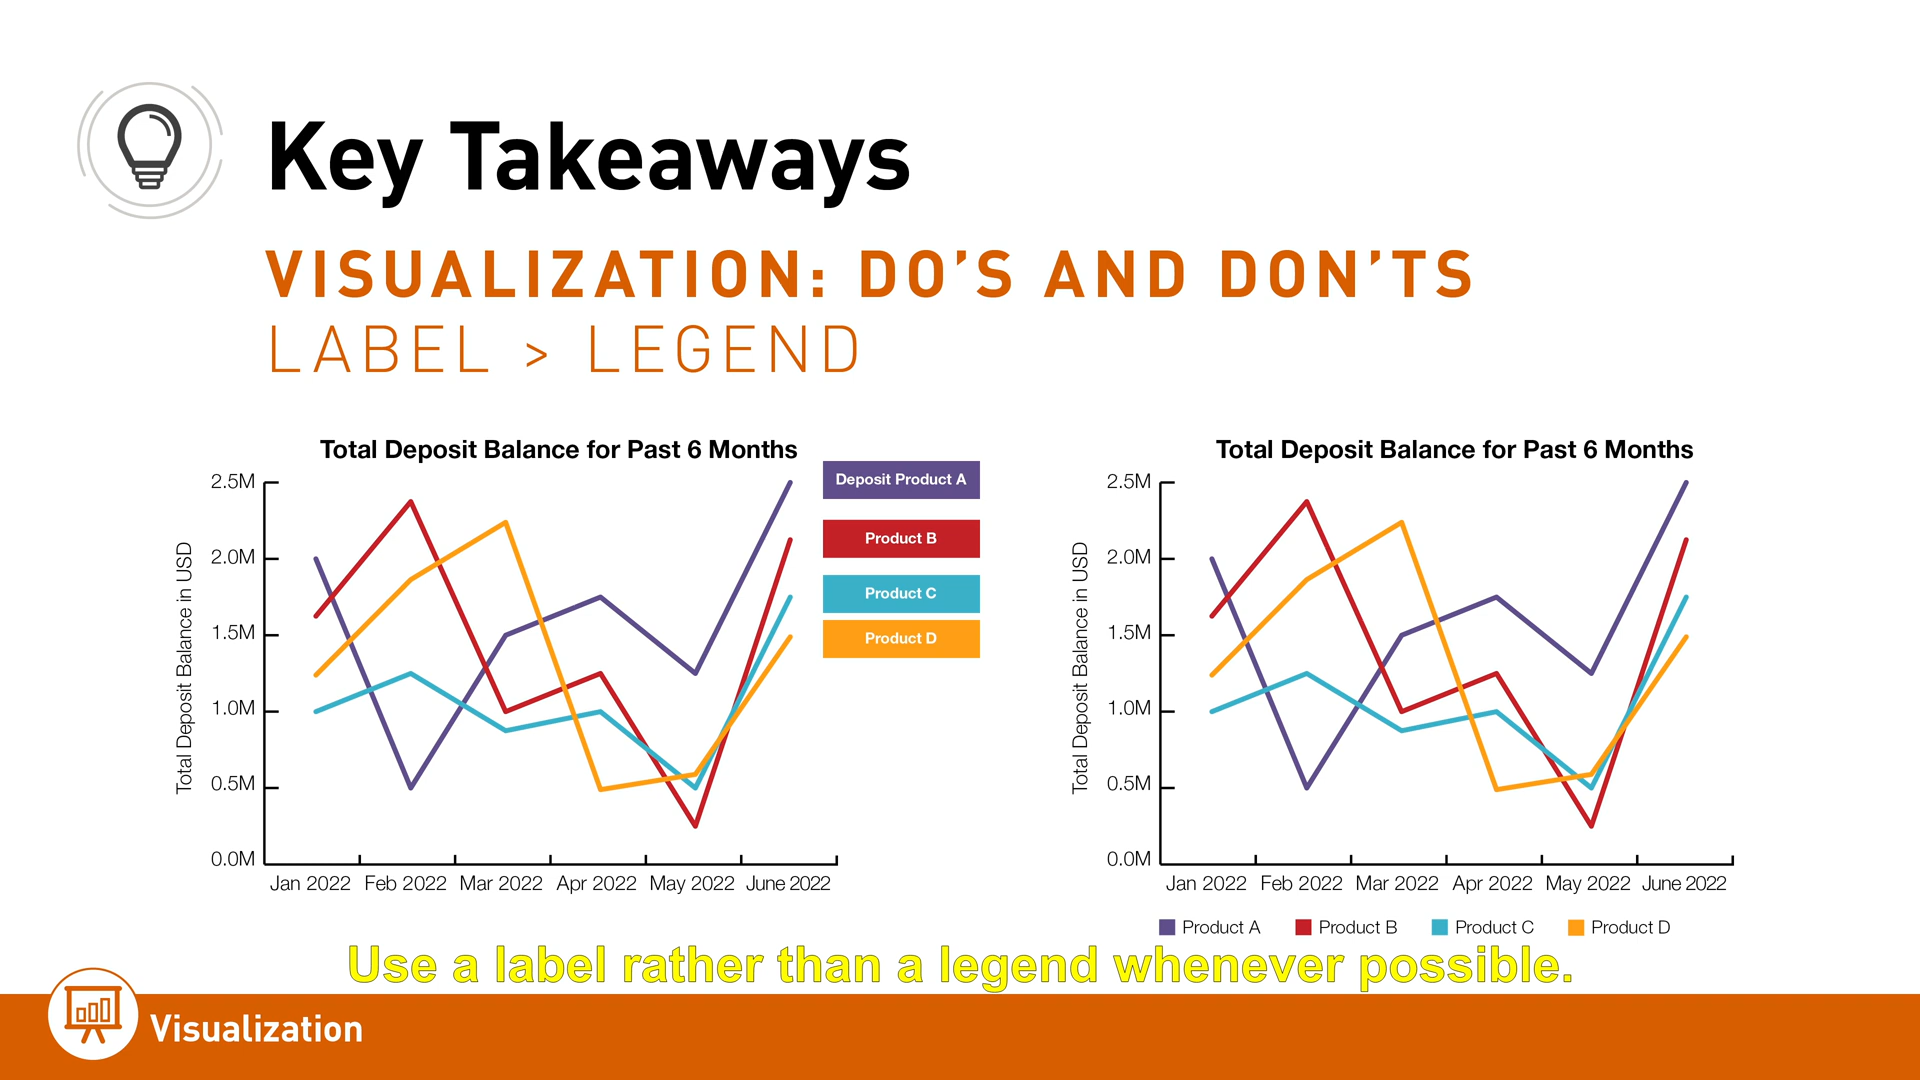 Key Takeaways
VISUALIZATION: DO’S AND DON’TS
LABEL > LEGEND
Total Deposit Balance for Past 6 Months
Total Deposit Balance in USD
2.5M
2.0M
1.5M
1.0M
0.5M
0.0M
Jan 2022 Feb 2022 Mar 2022 Apr 2022 May 2022 June 2022
Deposit Product A
Product B
Product C
Product D
Total Deposit Balance for Past 6 Months
Total Deposit Balance in USD
2.5M
2.0M
1.5M
1.0M
0.5M
0.0M
Jan 2022 Feb 2022 Mar 2022 Apr 2022 May 2022 June 2022
Product A Product B Product C Product D
Use a label rather than a legend whenever possible.
Visualization